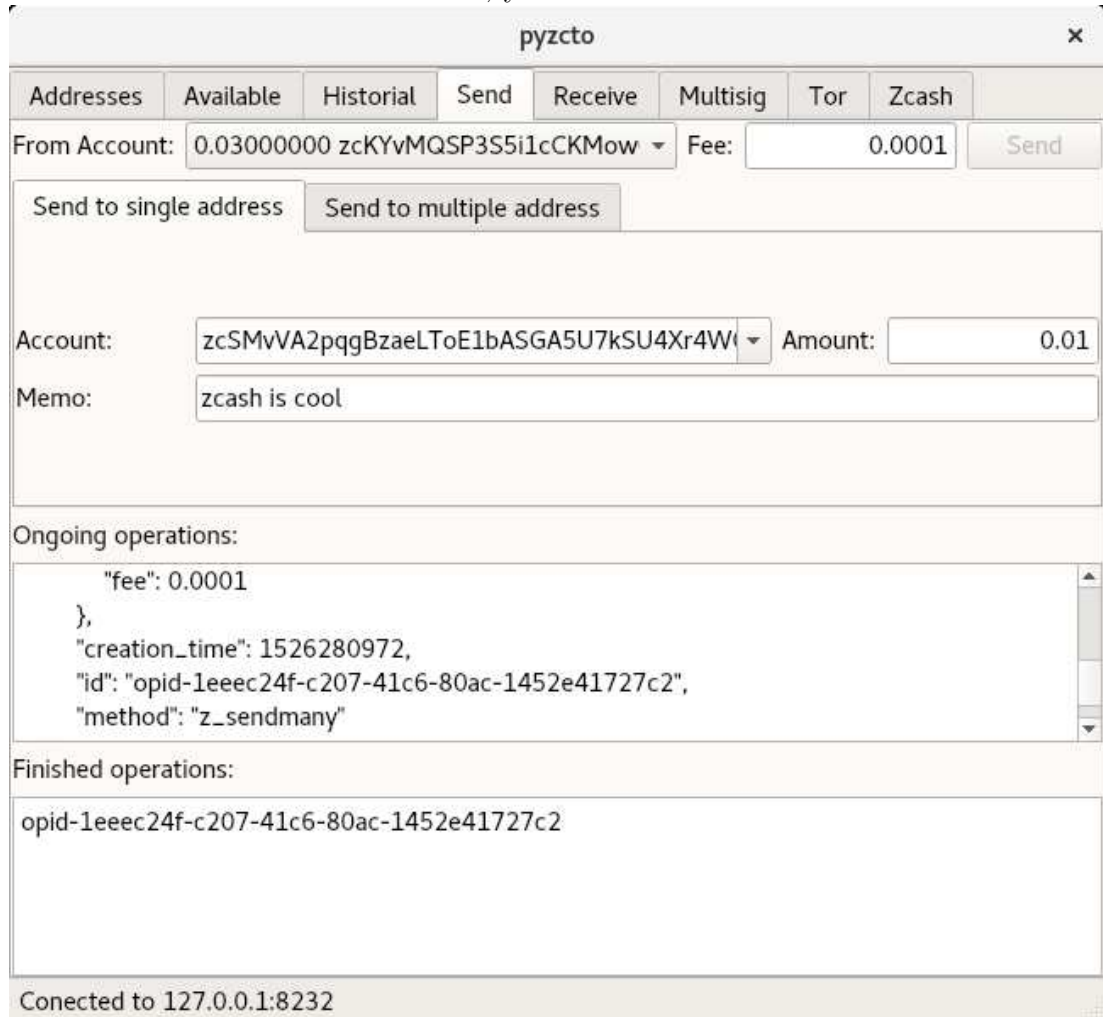 pyzcto ×
Addresses Available Historial Send Receive Multisig Tor Zcash
From Account: 0.03000000 zcKYvMQSP3S5i1cCKMow Fee: 0.0001 Send
Send to single address Send to multiple address
Account: zcSMvVA2pqgBzaeLToE1bASGA5U7kSU4Xr4W Amount: 0.01
Memo: zcash is cool
Ongoing operations:
"fee": 0.0001
},
"creation_time": 1526280972,
"id": "opid-1eeec24f-c207-41c6-80ac-1452e41727c2",
"method": "z_sendmany"
Finished operations:
opid-1eeec24f-c207-41c6-80ac-1452e41727c2
Conected to 127.0.0.1:8232